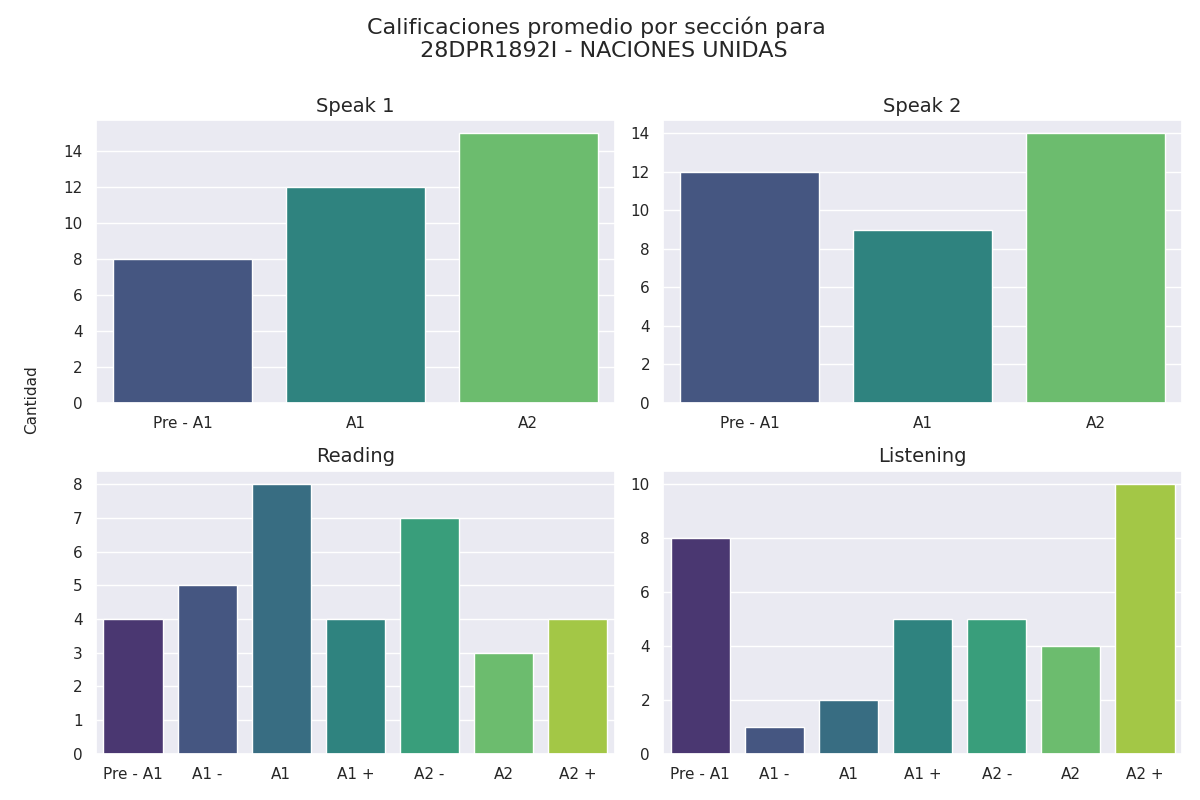 Calificaciones promedio por sección para
28DPR1892I - NACIONES UNIDAS
Cantidad
Speak 1
14
12
10
8
6
4
2
0
Pre - A1 A1 A2
Speak 2
14
12
10
8
6
4
2
0
Pre - A1 A1 A2
Reading
8
7
6
5
4
3
2
1
0
Pre - A1 A1 - A1 A1 + A2 - A2 A2 +
Listening
10
8
6
4
2
0
Pre - A1 A1 - A1 A1 + A2 - A2 A2 +